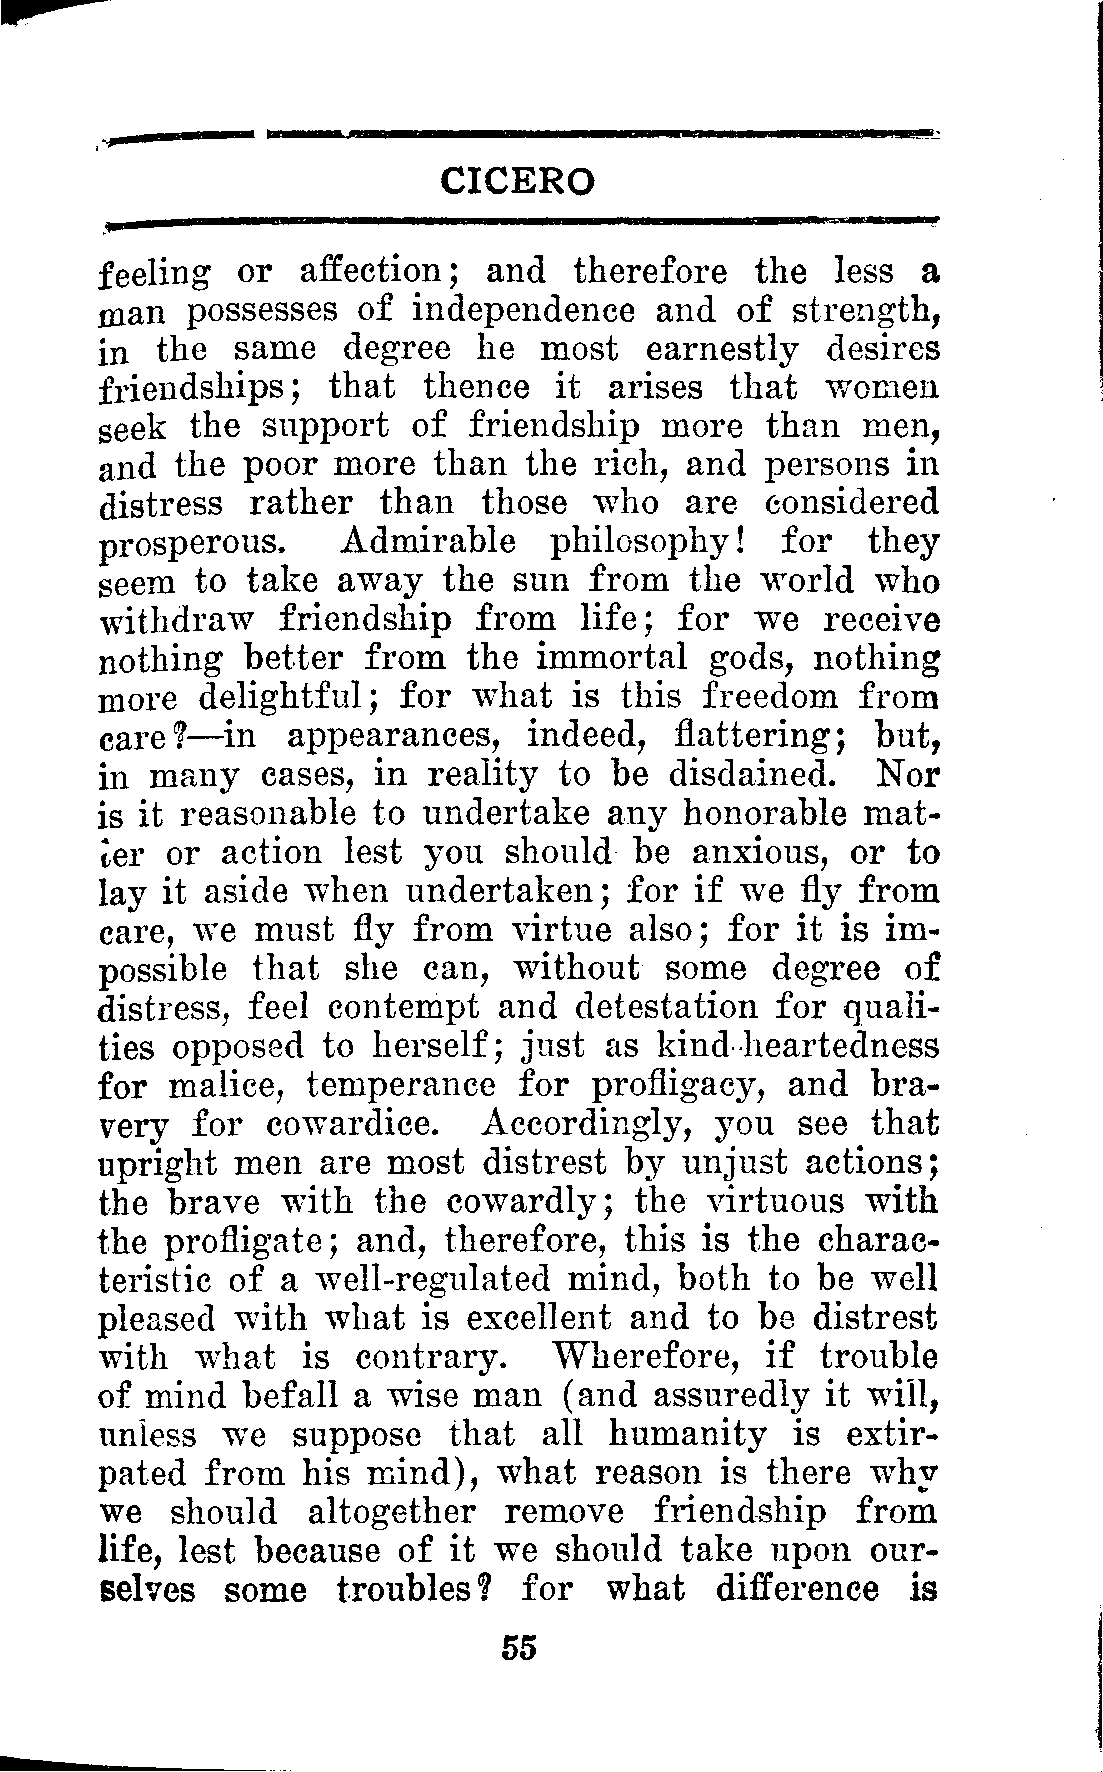 CICERO
feeling or affection; and therefore the less a
man possesses of independence and of strength,
in the same degree he most earnestly desires
friendships; that thence it arises that women
seek the support of friendship more than men,
and the poor more than the rich, and persons in
distress rather than those who are considered
prosperous. Admirable philosophy! for they
seem to take away the sun from the world who
withdraw friendship from life; for we receive
nothing better from the immortal gods, nothing
more delightful; for what is this freedom from
care?—in appearances, indeed, flattering; but,
in many cases, in reality to be disdained. Nor
is it reasonable to undertake any honorable mat-
ter or action lest you should be anxious, or to
lay it aside when undertaken; for if we fly from
care, we must fly from virtue also; for it is im-
possible that she can, without some degree of
distress, feel contempt and detestation for quali-
ties opposed to herself; just as kind-heartedness
for malice, temperance for profligacy, and bra-
very for cowardice. Accordingly, you see that
upright men are most distrest by unjust actions;
the brave with the cowardly; the virtuous with
the profligate; and, therefore, this is the charac-
teristic of a well-regulated mind, both to be well
pleased with what is excellent and to be distrest
with what is contrary. Wherefore, if trouble
of mind befall a wise man (and assuredly it will,
unless we suppose that all humanity is extir-
pated from his mind), what reason is there why
we should altogether remove friendship from
life, lest because of it we should take upon our-
selves some troubles? for what difference is
55